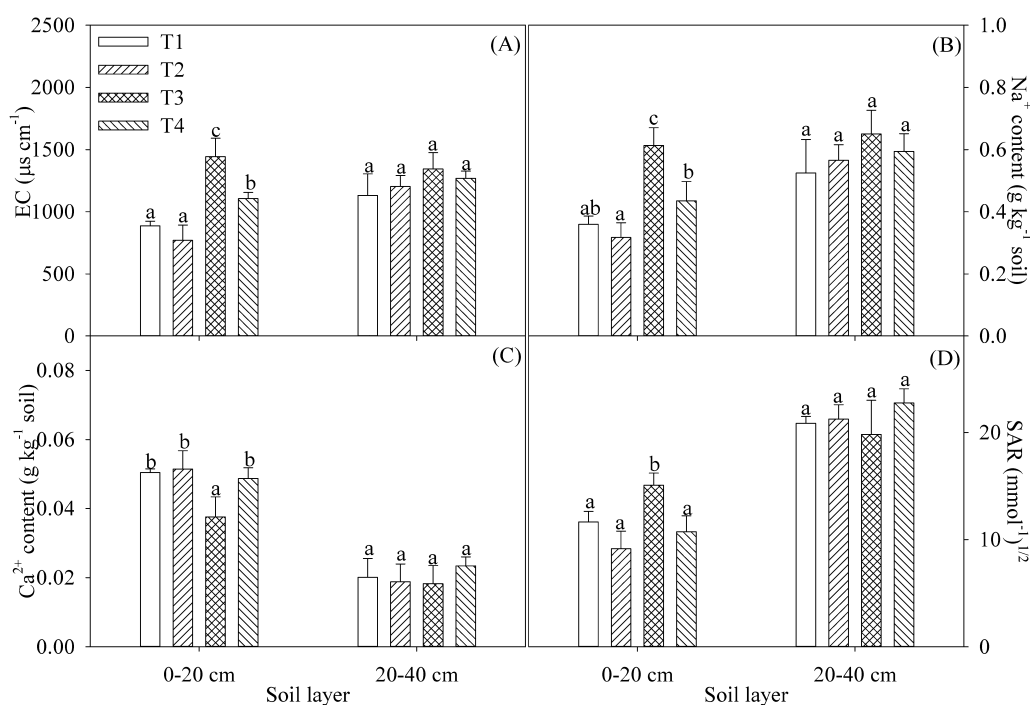 2500
2000
1500
1000
500
0
EC (μs cm⁻¹)
T1
T2
T3
T4
(A)
a
a
c
b
a
a
a
a
(B)
ab
a
c
b
a
a
a
a
1.0
0.8
0.6
0.4
0.2
0.0
Na⁺ content (g kg⁻¹ soil)
0.08
0.06
0.04
0.02
0.00
Ca²⁺ content (g kg⁻¹ soil)
(C)
b
b
a
b
a
a
a
a
(D)
a
a
b
a
a
a
a
a
20
10
0
SAR (mmol⁻¹)¹/²
0-20 cm
20-40 cm
0-20 cm
20-40 cm
Soil layer
Soil layer